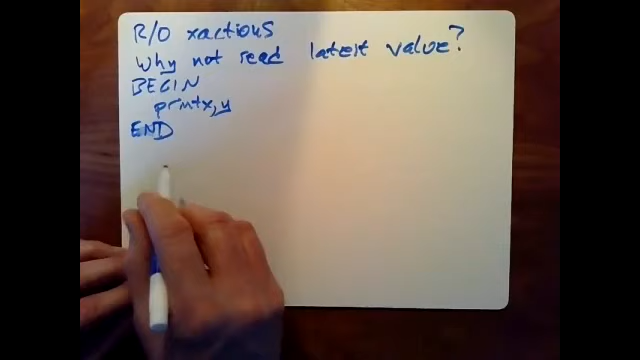 R/O xactions
Why not read latest value?
BEGIN
print x,y
END